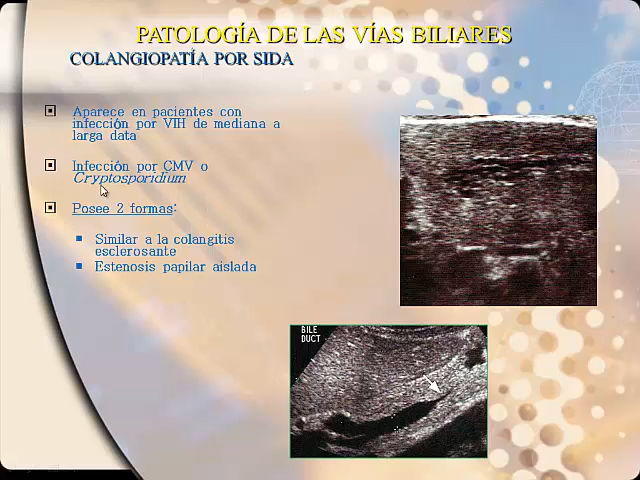 PATOLOGÍA DE LAS VÍAS BILIARES
COLANGIOPATÍA POR SIDA
Aparece en pacientes con
infección por VIH de mediana a
larga data
Infección por CMV o
Cryptosporidium
Posee 2 formas:
Similar a la colangitis
esclerosante
Estenosis papilar aislada
BILE
DUCT